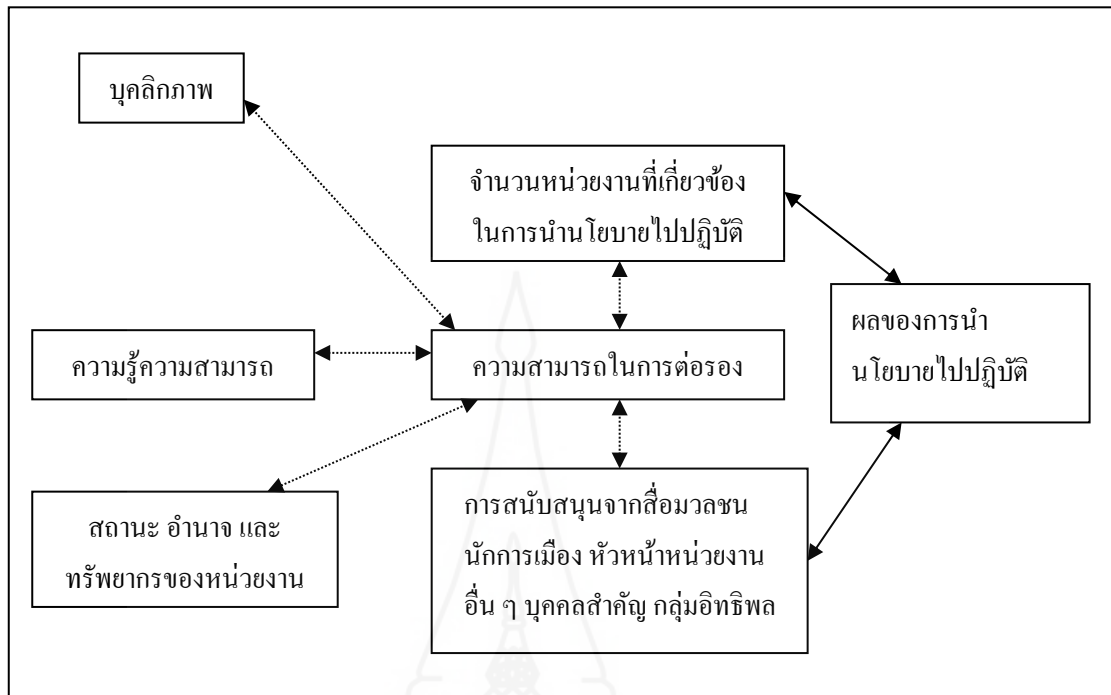 บุคลิกภาพ
จำนวนหน่วยงานที่เกี่ยวข้อง
ในการนำนโยบายไปปฏิบัติ
ผลของการนำ
นโยบายไปปฏิบัติ
ความรู้ความสามารถ
ความสามารถในการต่อรอง
สถานะ อำนาจ และ
ทรัพยากรของหน่วยงาน
การสนับสนุนจากสื่อมวลชน
นักการเมือง หัวหน้าหน่วยงาน
อื่น ๆ บุคคลสำคัญ กลุ่มอิทธิพล